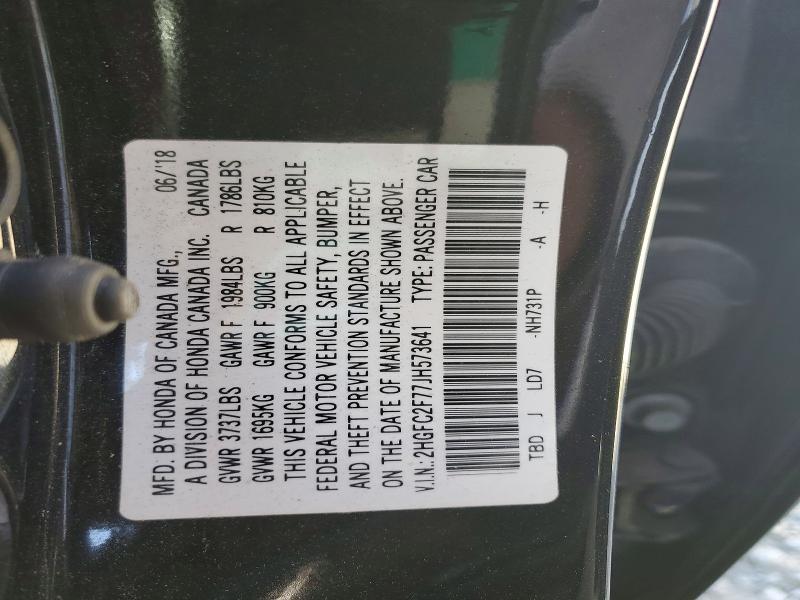 MFD. BY HONDA OF CANADA MFG., 06/'18
A DIVISION OF HONDA CANADA INC. CANADA
GVWR 3737LBS GAWR F 1984LBS R 1786LBS
GVWR 1695KG GAWR F 900KG R 810KG
THIS VEHICLE CONFORMS TO ALL APPLICABLE
FEDERAL MOTOR VEHICLE SAFETY, BUMPER,
AND THEFT PREVENTION STANDARDS IN EFFECT
ON THE DATE OF MANUFACTURE SHOWN ABOVE.
V.I.N.: 2HGFC2F77JH573641 TYPE: PASSENGER CAR
TBD J LD7 -NH731P -A -H